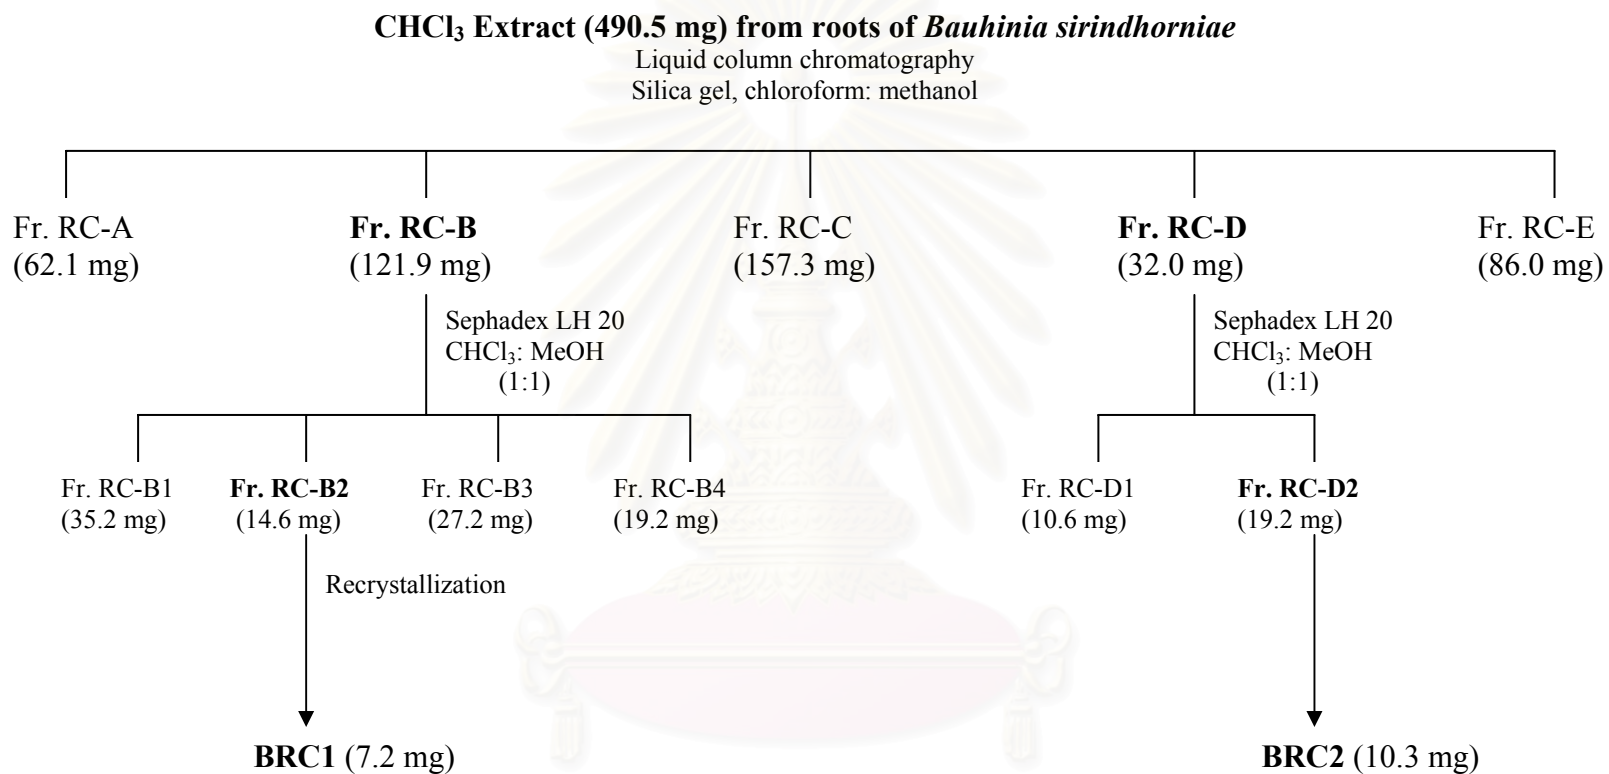 CHCl₃ Extract (490.5 mg) from roots of Bauhinia sirindhorniae
Liquid column chromatography
Silica gel, chloroform: methanol
Fr. RC-A
(62.1 mg)
Fr. RC-B
(121.9 mg)
Fr. RC-C
(157.3 mg)
Fr. RC-D
(32.0 mg)
Fr. RC-E
(86.0 mg)
Sephadex LH 20
CHCl₃: MeOH
(1:1)
Sephadex LH 20
CHCl₃: MeOH
(1:1)
Fr. RC-B1
(35.2 mg)
Fr. RC-B2
(14.6 mg)
Fr. RC-B3
(27.2 mg)
Fr. RC-B4
(19.2 mg)
Fr. RC-D1
(10.6 mg)
Fr. RC-D2
(19.2 mg)
Recrystallization
BRC1 (7.2 mg)
BRC2 (10.3 mg)